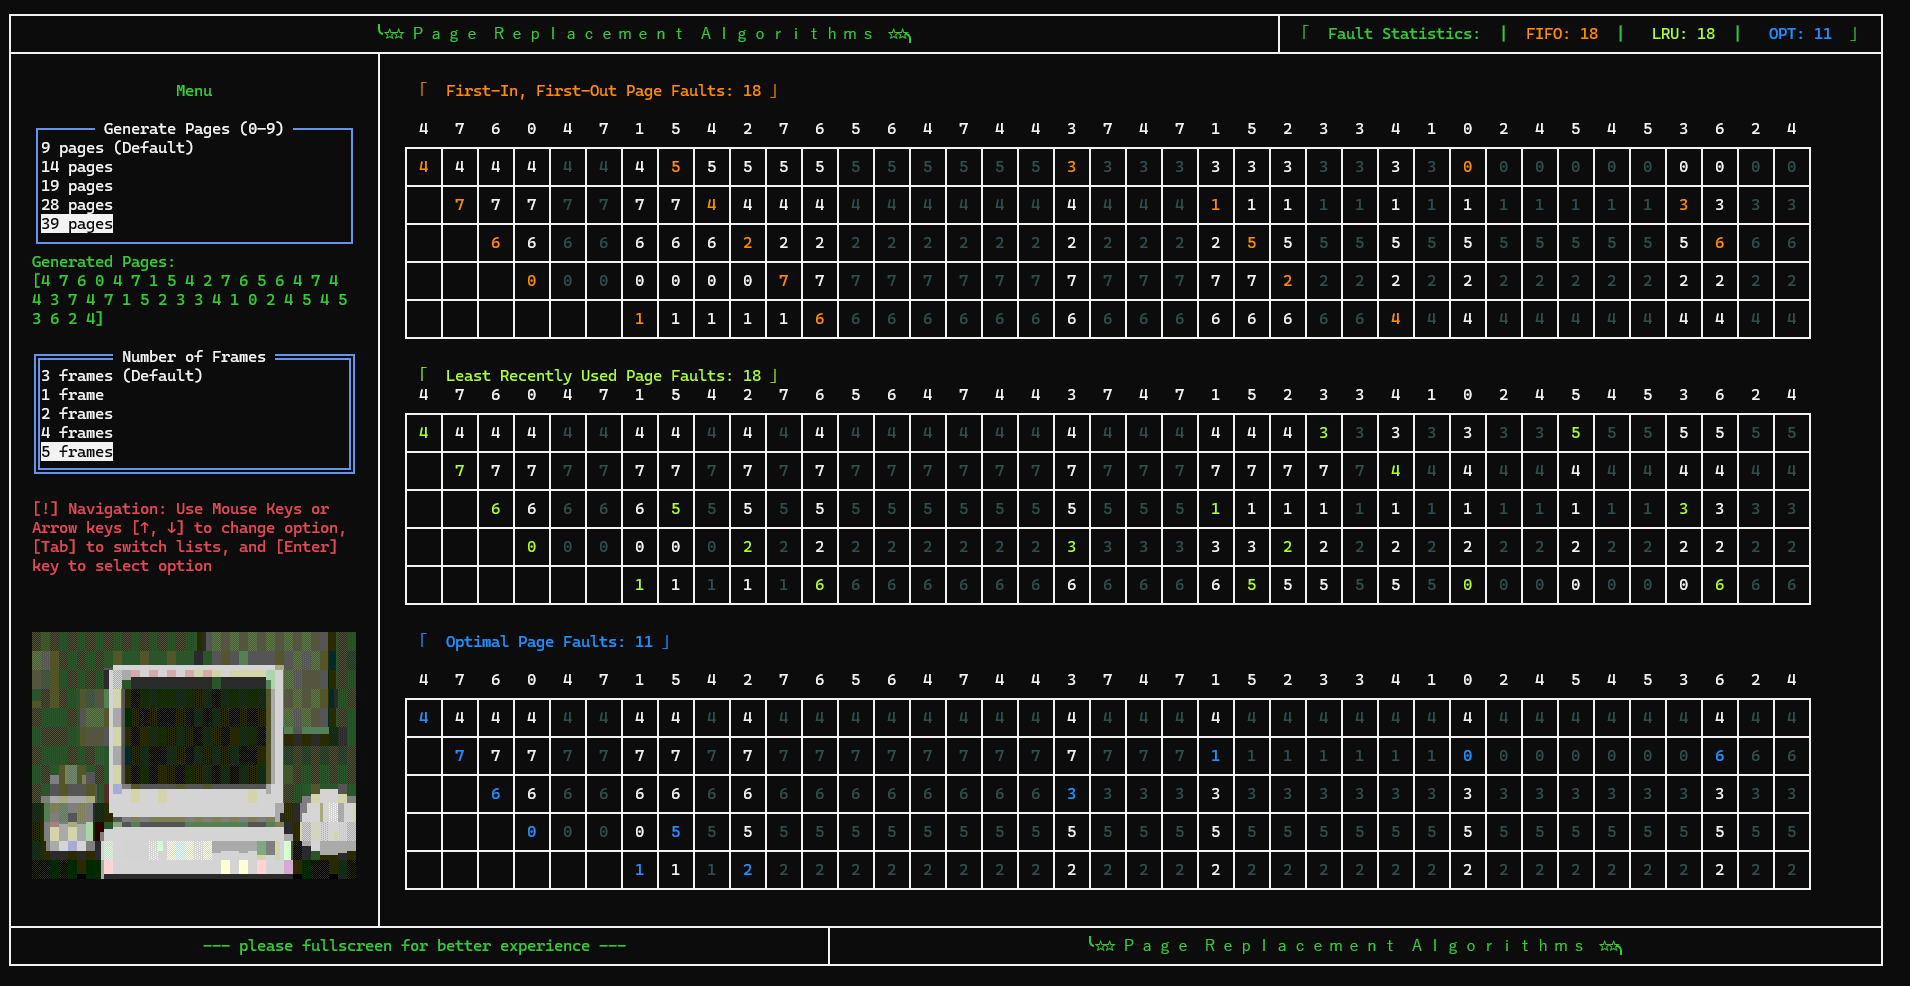 ╰☆☆ Page Replacement Algorithms ☆☆╮
「 Fault Statistics: | FIFO: 18 | LRU: 18 | OPT: 11 」
Menu
Generate Pages (0-9)
9 pages (Default)
14 pages
19 pages
28 pages
39 pages
Generated Pages:
[4 7 6 0 4 7 1 5 4 2 7 6 5 6 4 7 4
4 3 7 4 7 1 5 2 3 3 4 1 0 2 4 5 4 5
3 6 2 4]
Number of Frames
3 frames (Default)
1 frame
2 frames
4 frames
5 frames
[!] Navigation: Use Mouse Keys or
Arrow keys [↑, ↓] to change option,
[Tab] to switch lists, and [Enter]
key to select option
「 First-In, First-Out Page Faults: 18 」
4 7 6 0 4 7 1 5 4 2 7 6 5 6 4 7 4 4 3 7 4 7 1 5 2 3 3 4 1 0 2 4 5 4 5 3 6 2 4
4 4 4 4 4 4 4 5 5 5 5 5 5 5 5 5 5 5 3 3 3 3 3 3 3 3 3 3 3 0 0 0 0 0 0 0 0 0 0
7 7 7 7 7 7 7 4 4 4 4 4 4 4 4 4 4 4 4 4 4 1 1 1 1 1 1 1 1 1 1 1 1 1 3 3 3 3
6 6 6 6 6 6 6 2 2 2 2 2 2 2 2 2 2 2 2 2 2 5 5 5 5 5 5 5 5 5 5 5 5 5 6 6 6
0 0 0 0 0 0 0 7 7 7 7 7 7 7 7 7 7 7 7 7 7 2 2 2 2 2 2 2 2 2 2 2 2 2 2 2
1 1 1 1 1 6 6 6 6 6 6 6 6 6 6 6 6 6 6 6 6 4 4 4 4 4 4 4 4 4 4 4 4
「 Least Recently Used Page Faults: 18 」
4 7 6 0 4 7 1 5 4 2 7 6 5 6 4 7 4 4 3 7 4 7 1 5 2 3 3 4 1 0 2 4 5 4 5 3 6 2 4
4 4 4 4 4 4 4 4 4 4 4 4 4 4 4 4 4 4 4 4 4 4 4 4 4 3 3 3 3 3 3 3 5 5 5 5 5 5 5
7 7 7 7 7 7 7 7 7 7 7 7 7 7 7 7 7 7 7 7 7 7 7 7 7 7 4 4 4 4 4 4 4 4 4 4 4 4
6 6 6 6 6 5 5 5 5 5 5 5 5 5 5 5 5 5 5 5 1 1 1 1 1 1 1 1 1 1 1 1 1 3 3 3 3
0 0 0 0 0 0 2 2 2 2 2 2 2 2 2 3 3 3 3 3 3 2 2 2 2 2 2 2 2 2 2 2 2 2 2 2
1 1 1 1 1 6 6 6 6 6 6 6 6 6 6 6 6 5 5 5 5 5 5 0 0 0 0 0 0 0 6 6 6
「 Optimal Page Faults: 11 」
4 7 6 0 4 7 1 5 4 2 7 6 5 6 4 7 4 4 3 7 4 7 1 5 2 3 3 4 1 0 2 4 5 4 5 3 6 2 4
4 4 4 4 4 4 4 4 4 4 4 4 4 4 4 4 4 4 4 4 4 4 4 4 4 4 4 4 4 4 4 4 4 4 4 4 4 4 4
7 7 7 7 7 7 7 7 7 7 7 7 7 7 7 7 7 7 7 7 7 1 1 1 1 1 1 1 0 0 0 0 0 0 0 6 6 6
6 6 6 6 6 6 6 6 6 6 6 6 6 6 6 6 3 3 3 3 3 3 3 3 3 3 3 3 3 3 3 3 3 3 3 3 3
0 0 0 0 5 5 5 5 5 5 5 5 5 5 5 5 5 5 5 5 5 5 5 5 5 5 5 5 5 5 5 5 5 5 5 5
1 1 1 2 2 2 2 2 2 2 2 2 2 2 2 2 2 2 2 2 2 2 2 2 2 2 2 2 2 2 2 2 2
--- please fullscreen for better experience ---
╰☆☆ Page Replacement Algorithms ☆☆╮